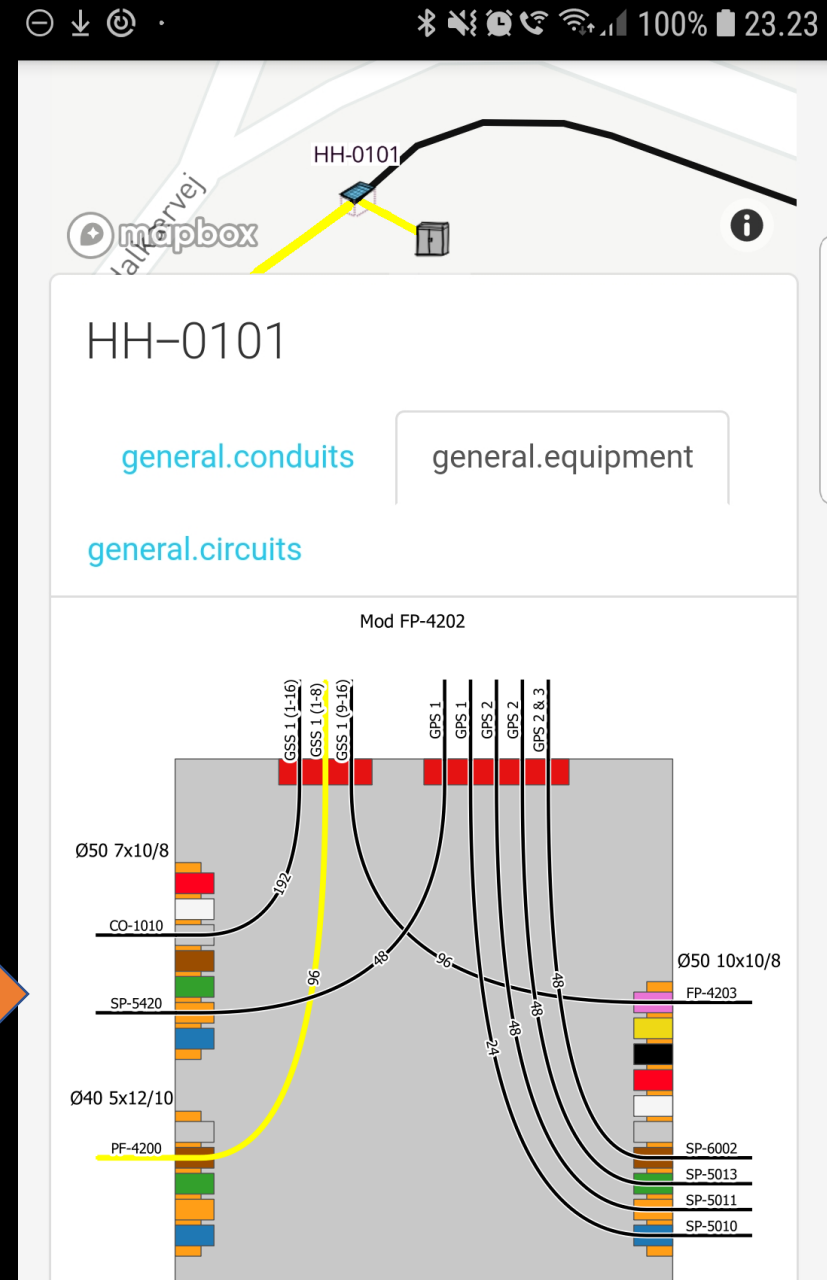 100% 23.23
HH-0101
mapbox
HH-0101
general.conduits
general.equipment
general.circuits
Mod FP-4202
GSS 1 (1-16)
GSS 1 (1-8)
GSS 1 (9-16)
GPS 1
GPS 1
GPS 2
GPS 2
GPS 2 & 3
Ø50 7x10/8
192
CO-1010
48
96
Ø50 10x10/8
96
48
FP-4203
SP-5420
48
48
24
Ø40 5x12/10
PF-4200
SP-6002
SP-5013
SP-5011
SP-5010